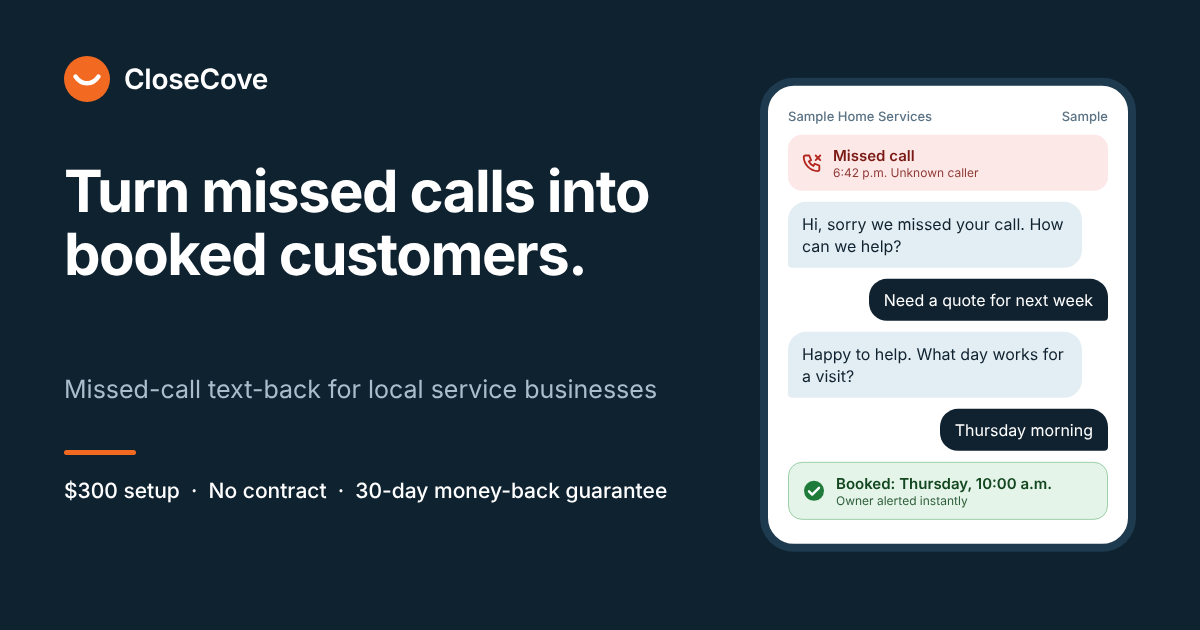 CloseCove
Turn missed calls into
booked customers.
Missed-call text-back for local service businesses
$300 setup · No contract · 30-day money-back guarantee
Sample Home Services Sample
Missed call
6:42 p.m. Unknown caller
Hi, sorry we missed your call. How
can we help?
Need a quote for next week
Happy to help. What day works for
a visit?
Thursday morning
Booked: Thursday, 10:00 a.m.
Owner alerted instantly